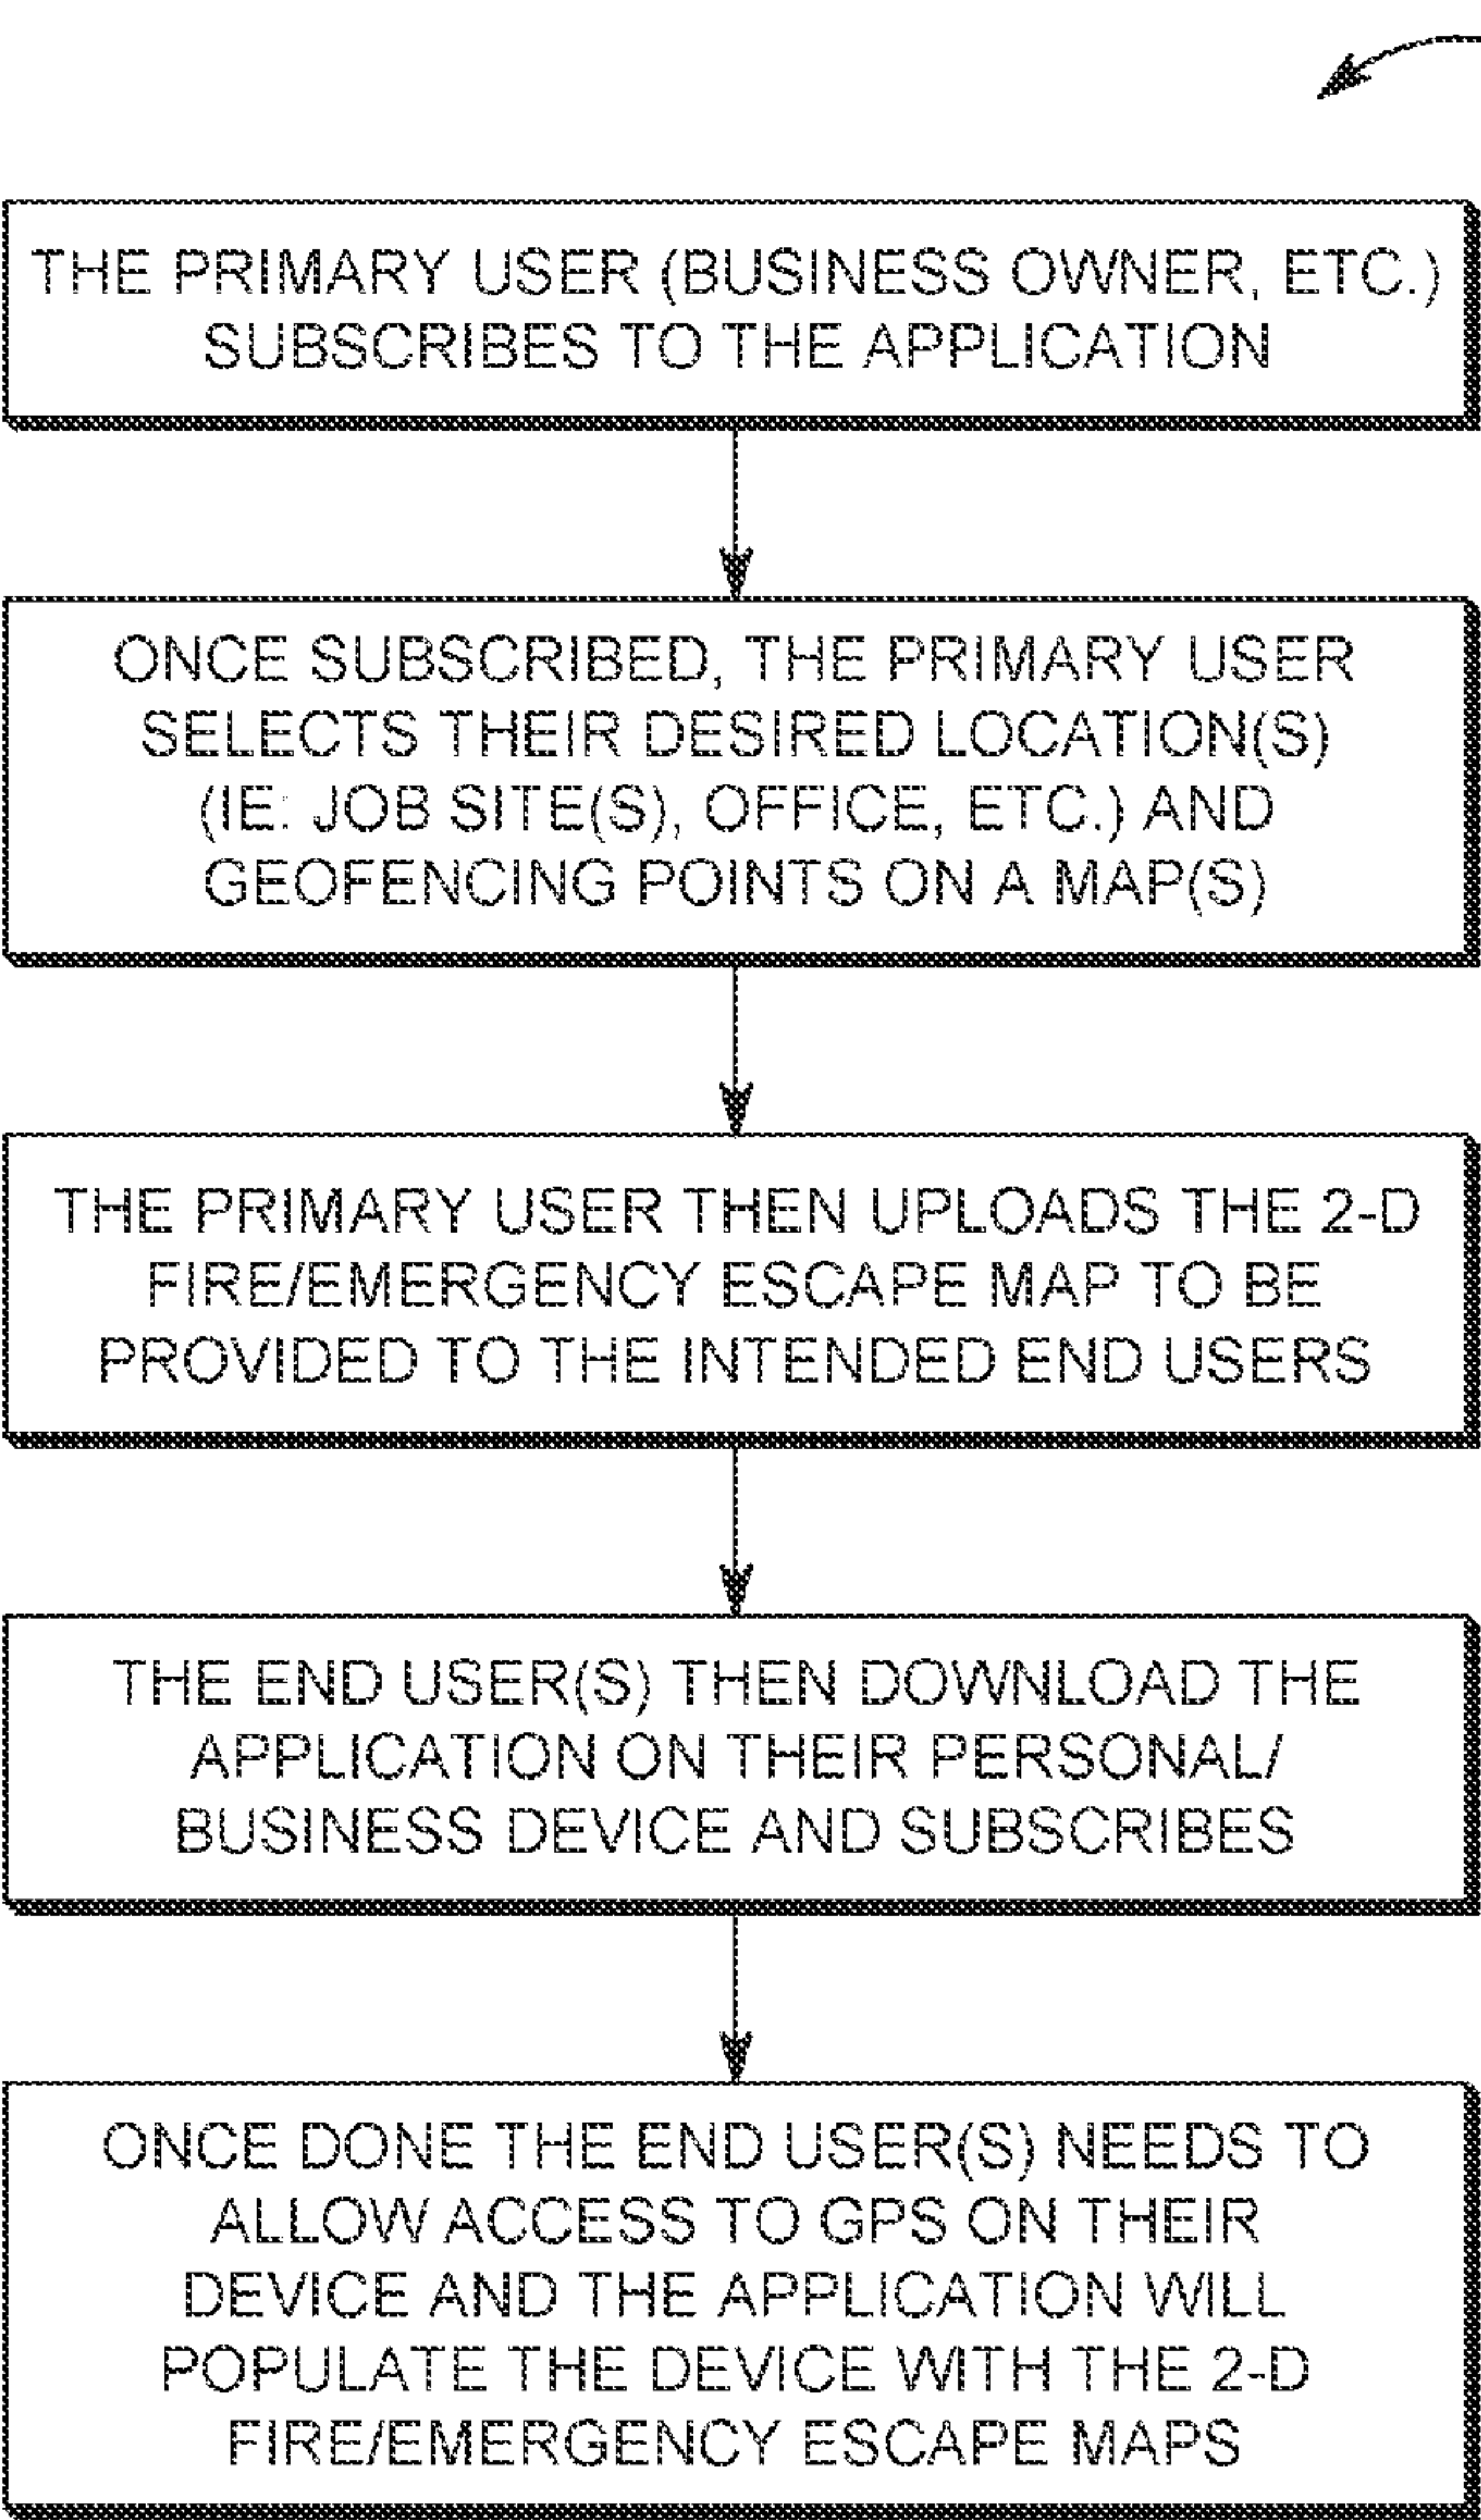 THE PRIMARY USER (BUSINESS OWNER, ETC.)
SUBSCRIBES TO THE APPLICATION
ONCE SUBSCRIBED, THE PRIMARY USER
SELECTS THEIR DESIRED LOCATION(S)
(IE: JOB SITE(S), OFFICE, ETC.) AND
GEOFENCING POINTS ON A MAP(S)
THE PRIMARY USER THEN UPLOADS THE 2-D
FIRE/EMERGENCY ESCAPE MAP TO BE
PROVIDED TO THE INTENDED END USERS
THE END USER(S) THEN DOWNLOAD THE
APPLICATION ON THEIR PERSONAL/
BUSINESS DEVICE AND SUBSCRIBES
ONCE DONE THE END USER(S) NEEDS TO
ALLOW ACCESS TO GPS ON THEIR
DEVICE AND THE APPLICATION WILL
POPULATE THE DEVICE WITH THE 2-D
FIRE/EMERGENCY ESCAPE MAPS